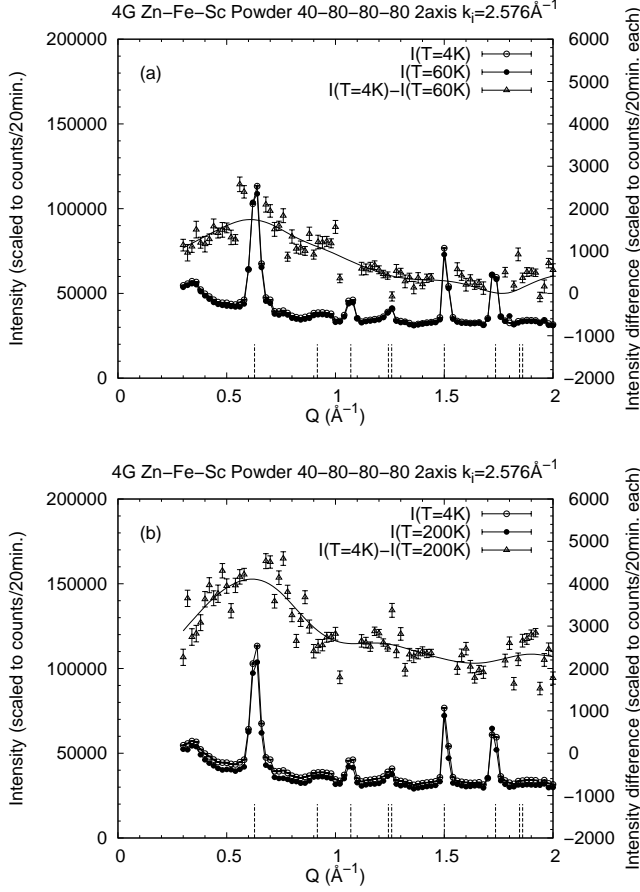 4G Zn−Fe−Sc Powder 40−80−80−80 2axis kᵢ=2.576Å⁻¹
200000
150000
100000
50000
0
6000
5000
4000
3000
2000
1000
0
−1000
−2000
(a)
I(T=4K)
I(T=60K)
I(T=4K)−I(T=60K)
Intensity (scaled to counts/20min.)
Intensity difference (scaled to counts/20min. each)
0 0.5 1 1.5 2
Q (Å⁻¹)
4G Zn−Fe−Sc Powder 40−80−80−80 2axis kᵢ=2.576Å⁻¹
200000
150000
100000
50000
0
6000
5000
4000
3000
2000
1000
0
−1000
−2000
(b)
I(T=4K)
I(T=200K)
I(T=4K)−I(T=200K)
Intensity (scaled to counts/20min.)
Intensity difference (scaled to counts/20min. each)
0 0.5 1 1.5 2
Q (Å⁻¹)